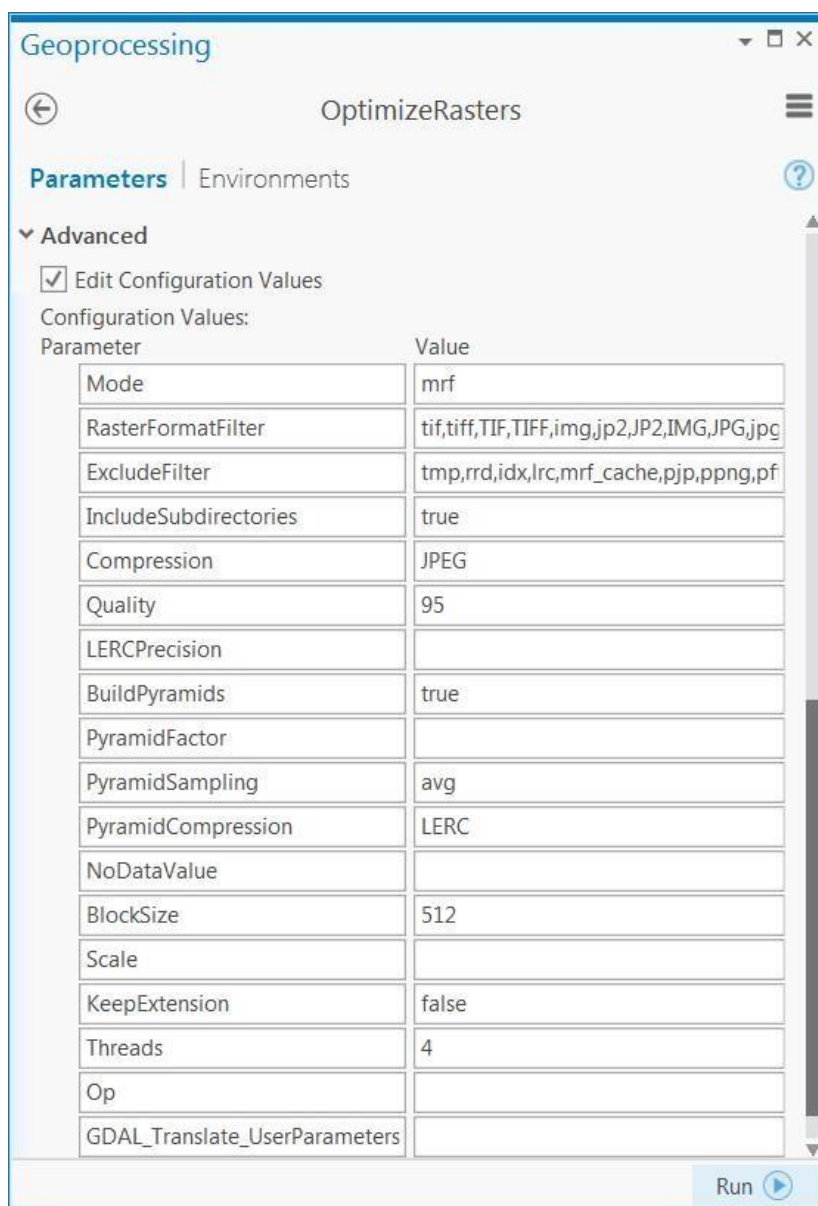 Geoprocessing
OptimizeRasters
Parameters | Environments
?
Advanced
Edit Configuration Values
Configuration Values:
Parameter Value
Mode mrf
RasterFormatFilter tif,tiff,TIF,TIFF,img,jp2,JP2,IMG,JPG,jpg
ExcludeFilter tmp,rrd,idx,lrc,mrf_cache,pjp,ppng,pf
IncludeSubdirectories true
Compression JPEG
Quality 95
LERCPrecision
BuildPyramids true
PyramidFactor
PyramidSampling avg
PyramidCompression LERC
NoDataValue
BlockSize 512
Scale
KeepExtension false
Threads 4
Op
GDAL_Translate_UserParameters
Run